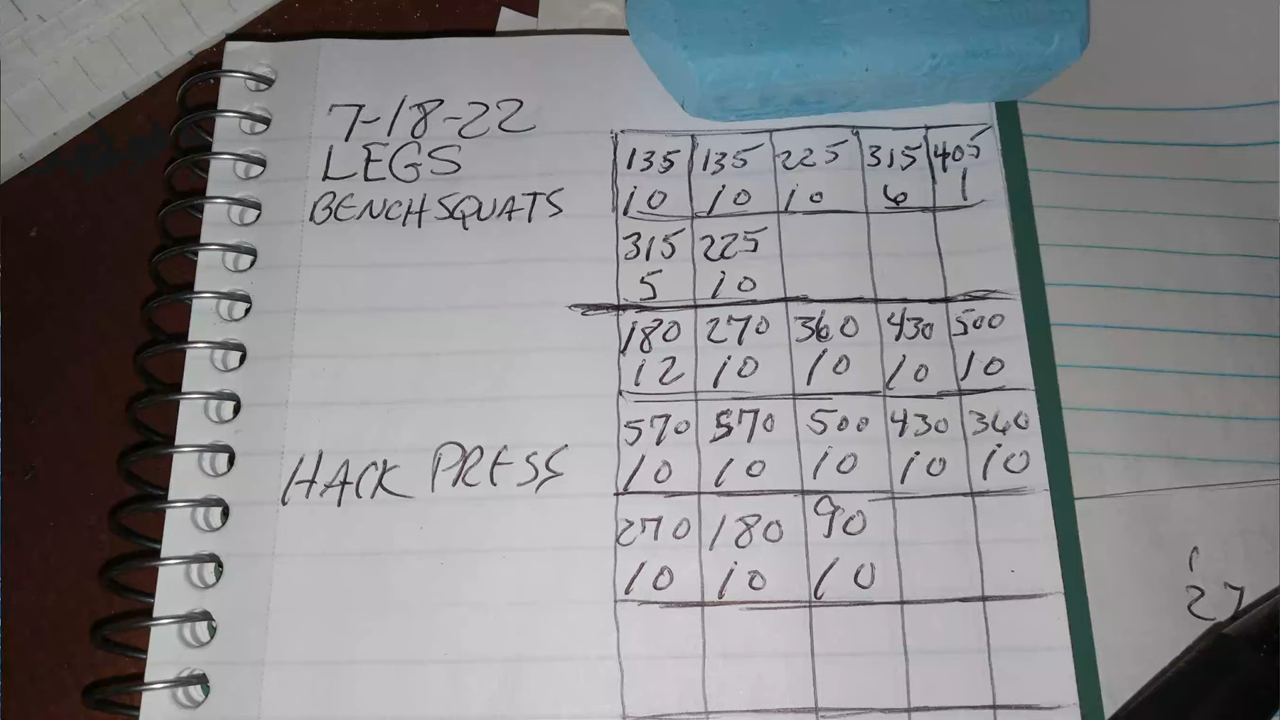 7-18-22
LEGS
BENCH SQUATS
135 135 225 315 405
10 10 10 6 1
315 225
5 10
180 270 360 430 500
12 10 10 10 10
570 570 500 430 360
10 10 10 10 10
HACK PRESS
270 180 90
10 10 10
27